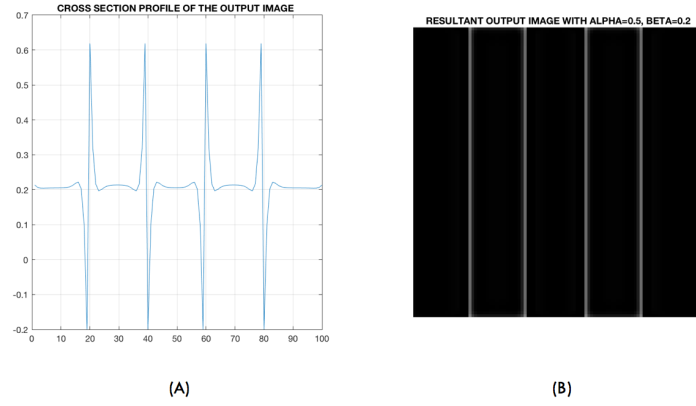 CROSS SECTION PROFILE OF THE OUTPUT IMAGE
0.7
0.6
0.5
0.4
0.3
0.2
0.1
0
-0.1
-0.2
0 10 20 30 40 50 60 70 80 90 100
(A)
RESULTANT OUTPUT IMAGE WITH ALPHA=0.5, BETA=0.2
(B)